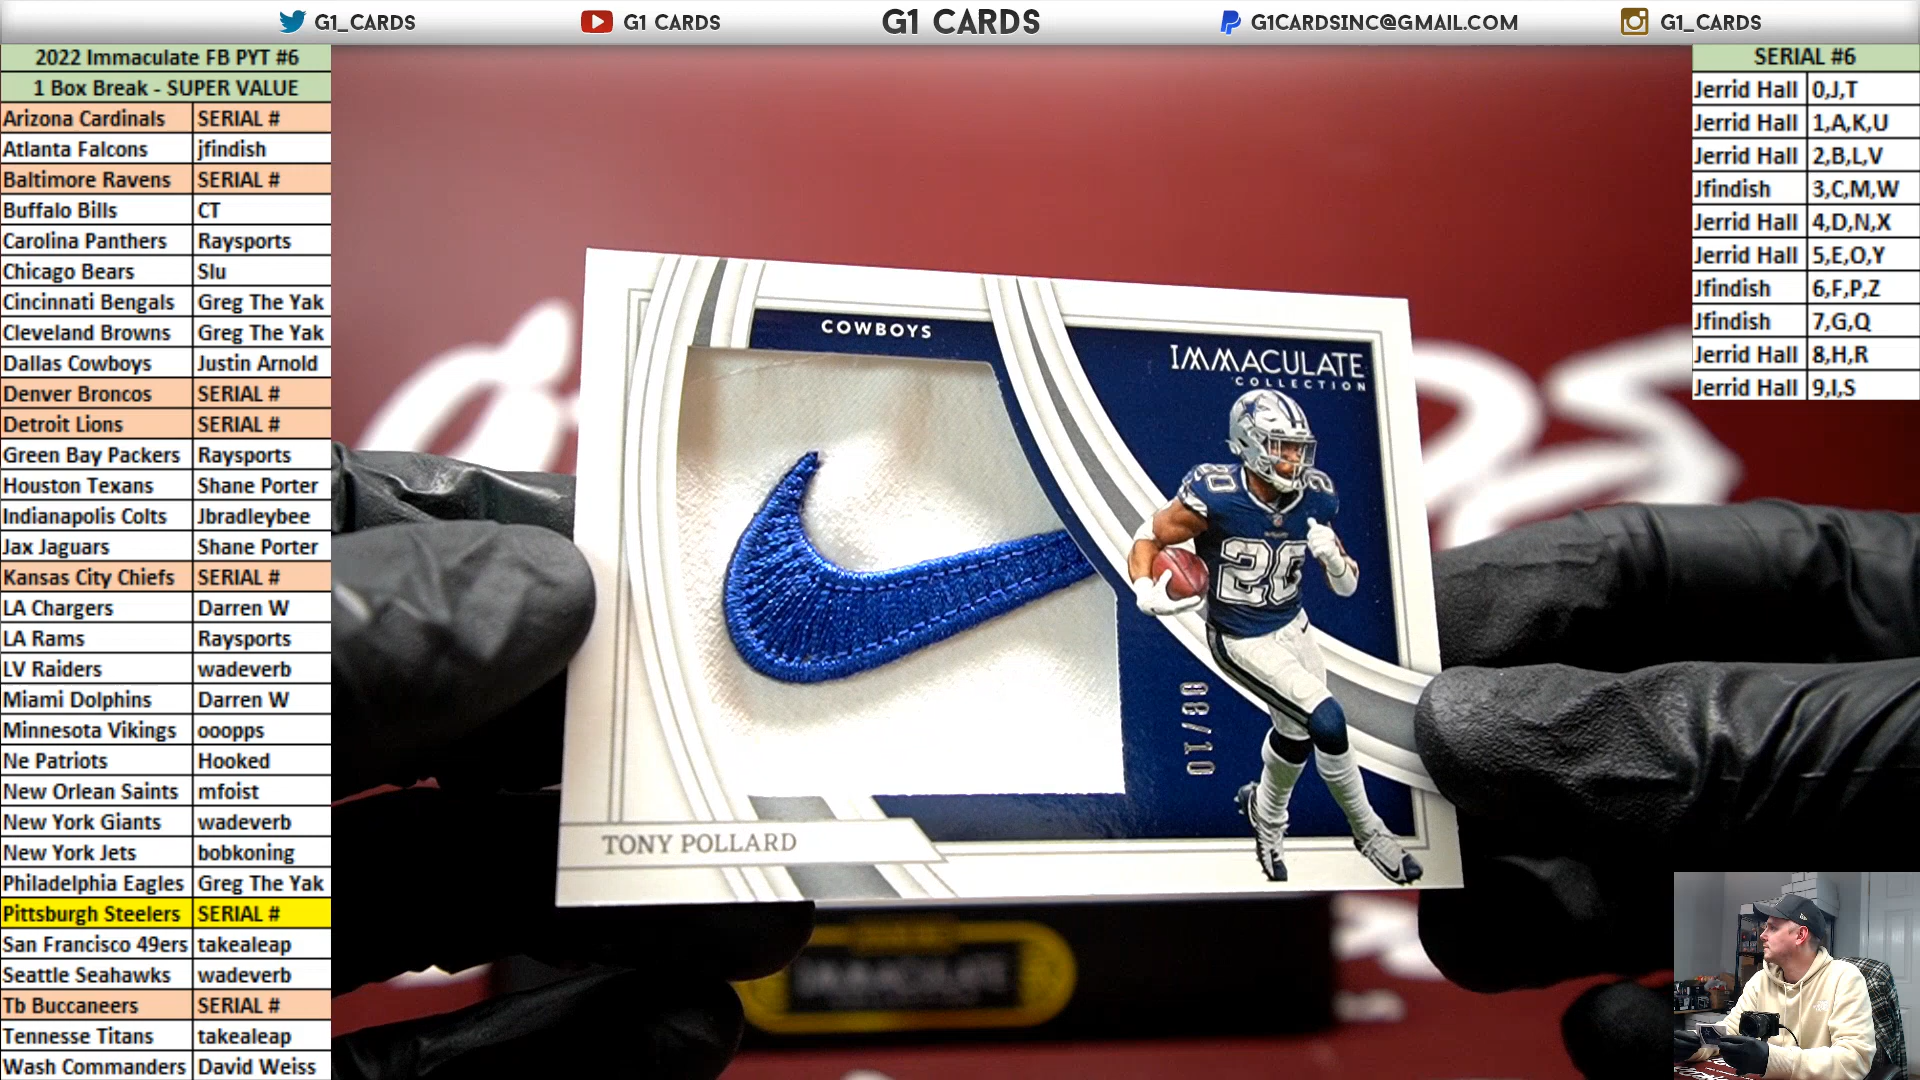 G1_CARDS
G1 CARDS
G1 CARDS
G1CARDSINC@GMAIL.COM
G1_CARDS
2022 Immaculate FB PYT #6
1 Box Break - SUPER VALUE
Arizona Cardinals SERIAL #
Atlanta Falcons jfindish
Baltimore Ravens SERIAL #
Buffalo Bills CT
Carolina Panthers Raysports
Chicago Bears Slu
Cincinnati Bengals Greg The Yak
Cleveland Browns Greg The Yak
Dallas Cowboys Justin Arnold
Denver Broncos SERIAL #
Detroit Lions SERIAL #
Green Bay Packers Raysports
Houston Texans Shane Porter
Indianapolis Colts Jbradleybee
Jax Jaguars Shane Porter
Kansas City Chiefs SERIAL #
LA Chargers Darren W
LA Rams Raysports
LV Raiders wadeverb
Miami Dolphins Darren W
Minnesota Vikings ooopps
Ne Patriots Hooked
New Orlean Saints mfoist
New York Giants wadeverb
New York Jets bobkoning
Philadelphia Eagles Greg The Yak
Pittsburgh Steelers SERIAL #
San Francisco 49ers takealeap
Seattle Seahawks wadeverb
Tb Buccaneers SERIAL #
Tennesse Titans takealeap
Wash Commanders David Weiss
COWBOYS
IMMACULATE
COLLECTION
20
20
TONY POLLARD
SERIAL #6
Jerrid Hall 0,J,T
Jerrid Hall 1,A,K,U
Jerrid Hall 2,B,L,V
Jfindish 3,C,M,W
Jerrid Hall 4,D,N,X
Jerrid Hall 5,E,O,Y
Jfindish 6,F,P,Z
Jfindish 7,G,Q
Jerrid Hall 8,H,R
Jerrid Hall 9,I,S